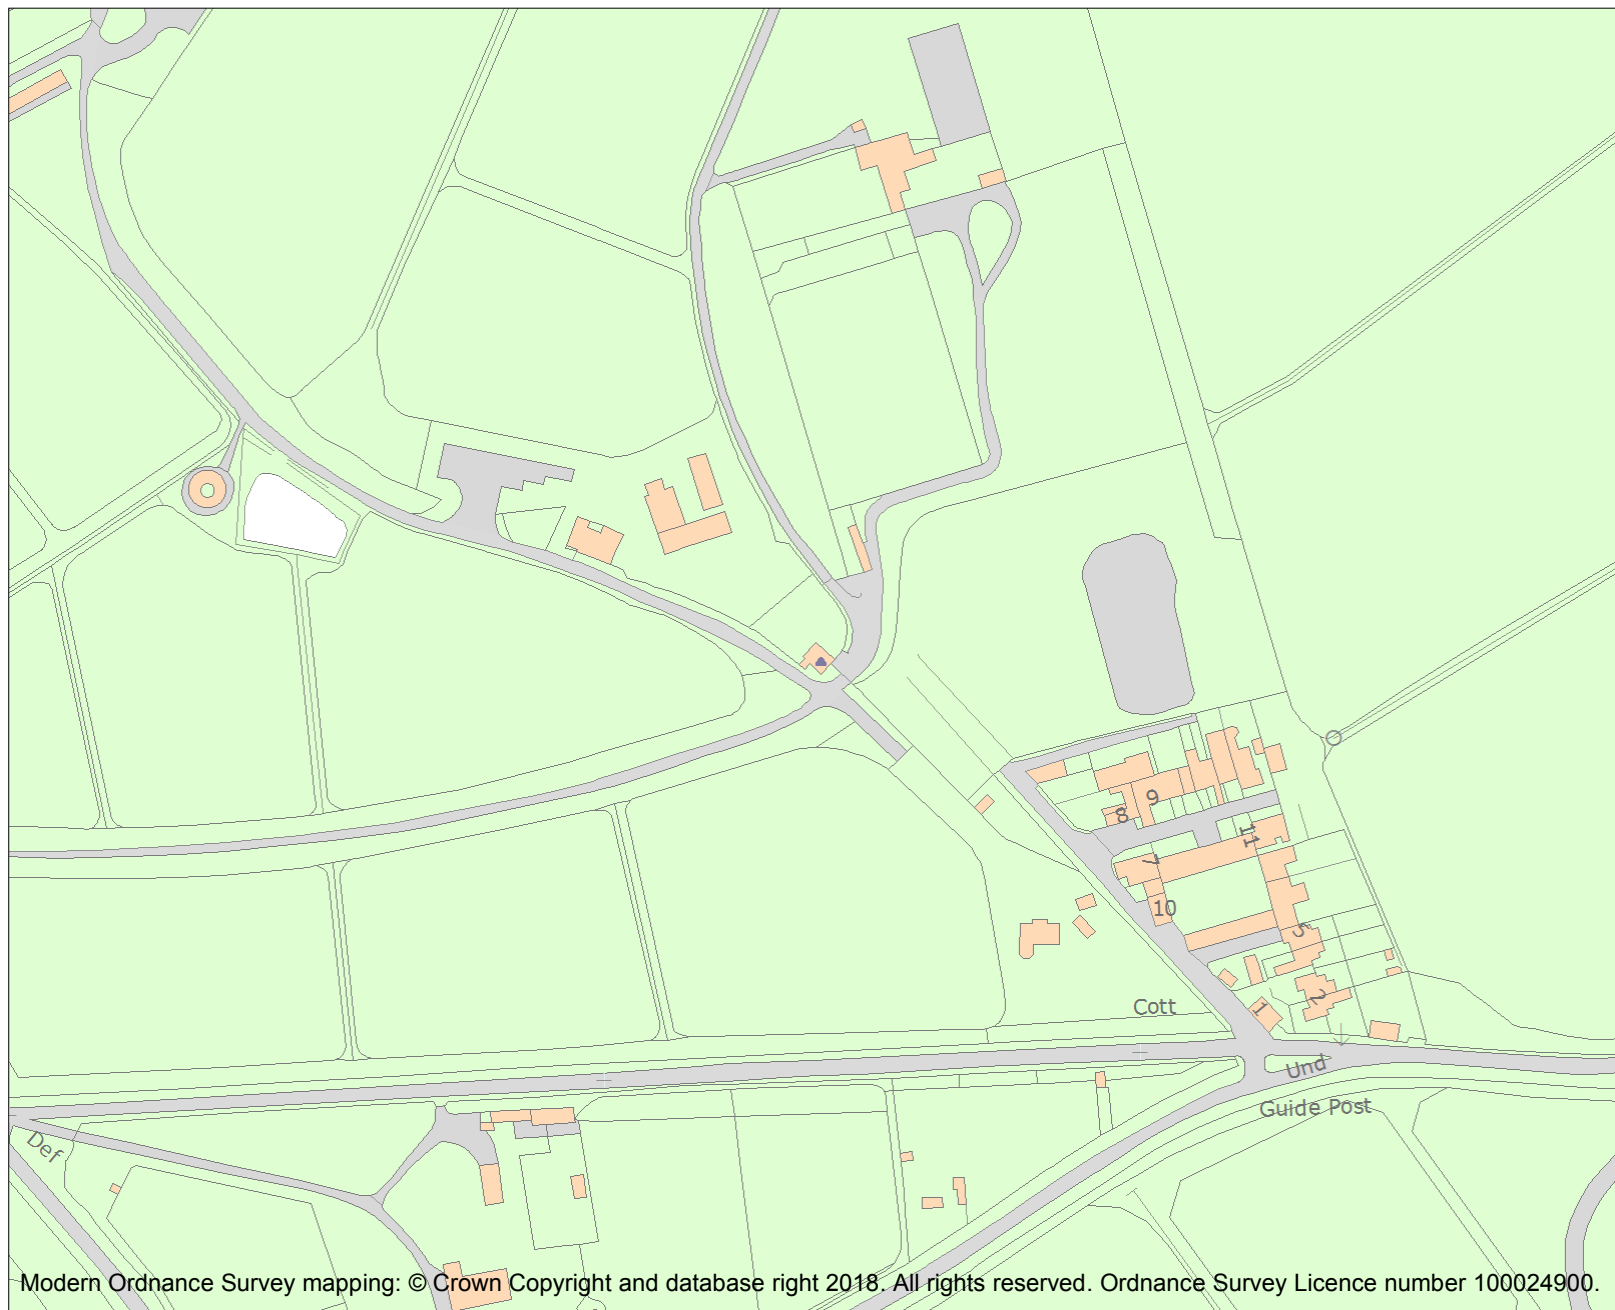 9
8
11
7
10
5
2
1
Cott
Und
Guide Post
Def
Modern Ordnance Survey mapping: © Crown Copyright and database right 2018. All rights reserved. Ordnance Survey Licence number 100024900.